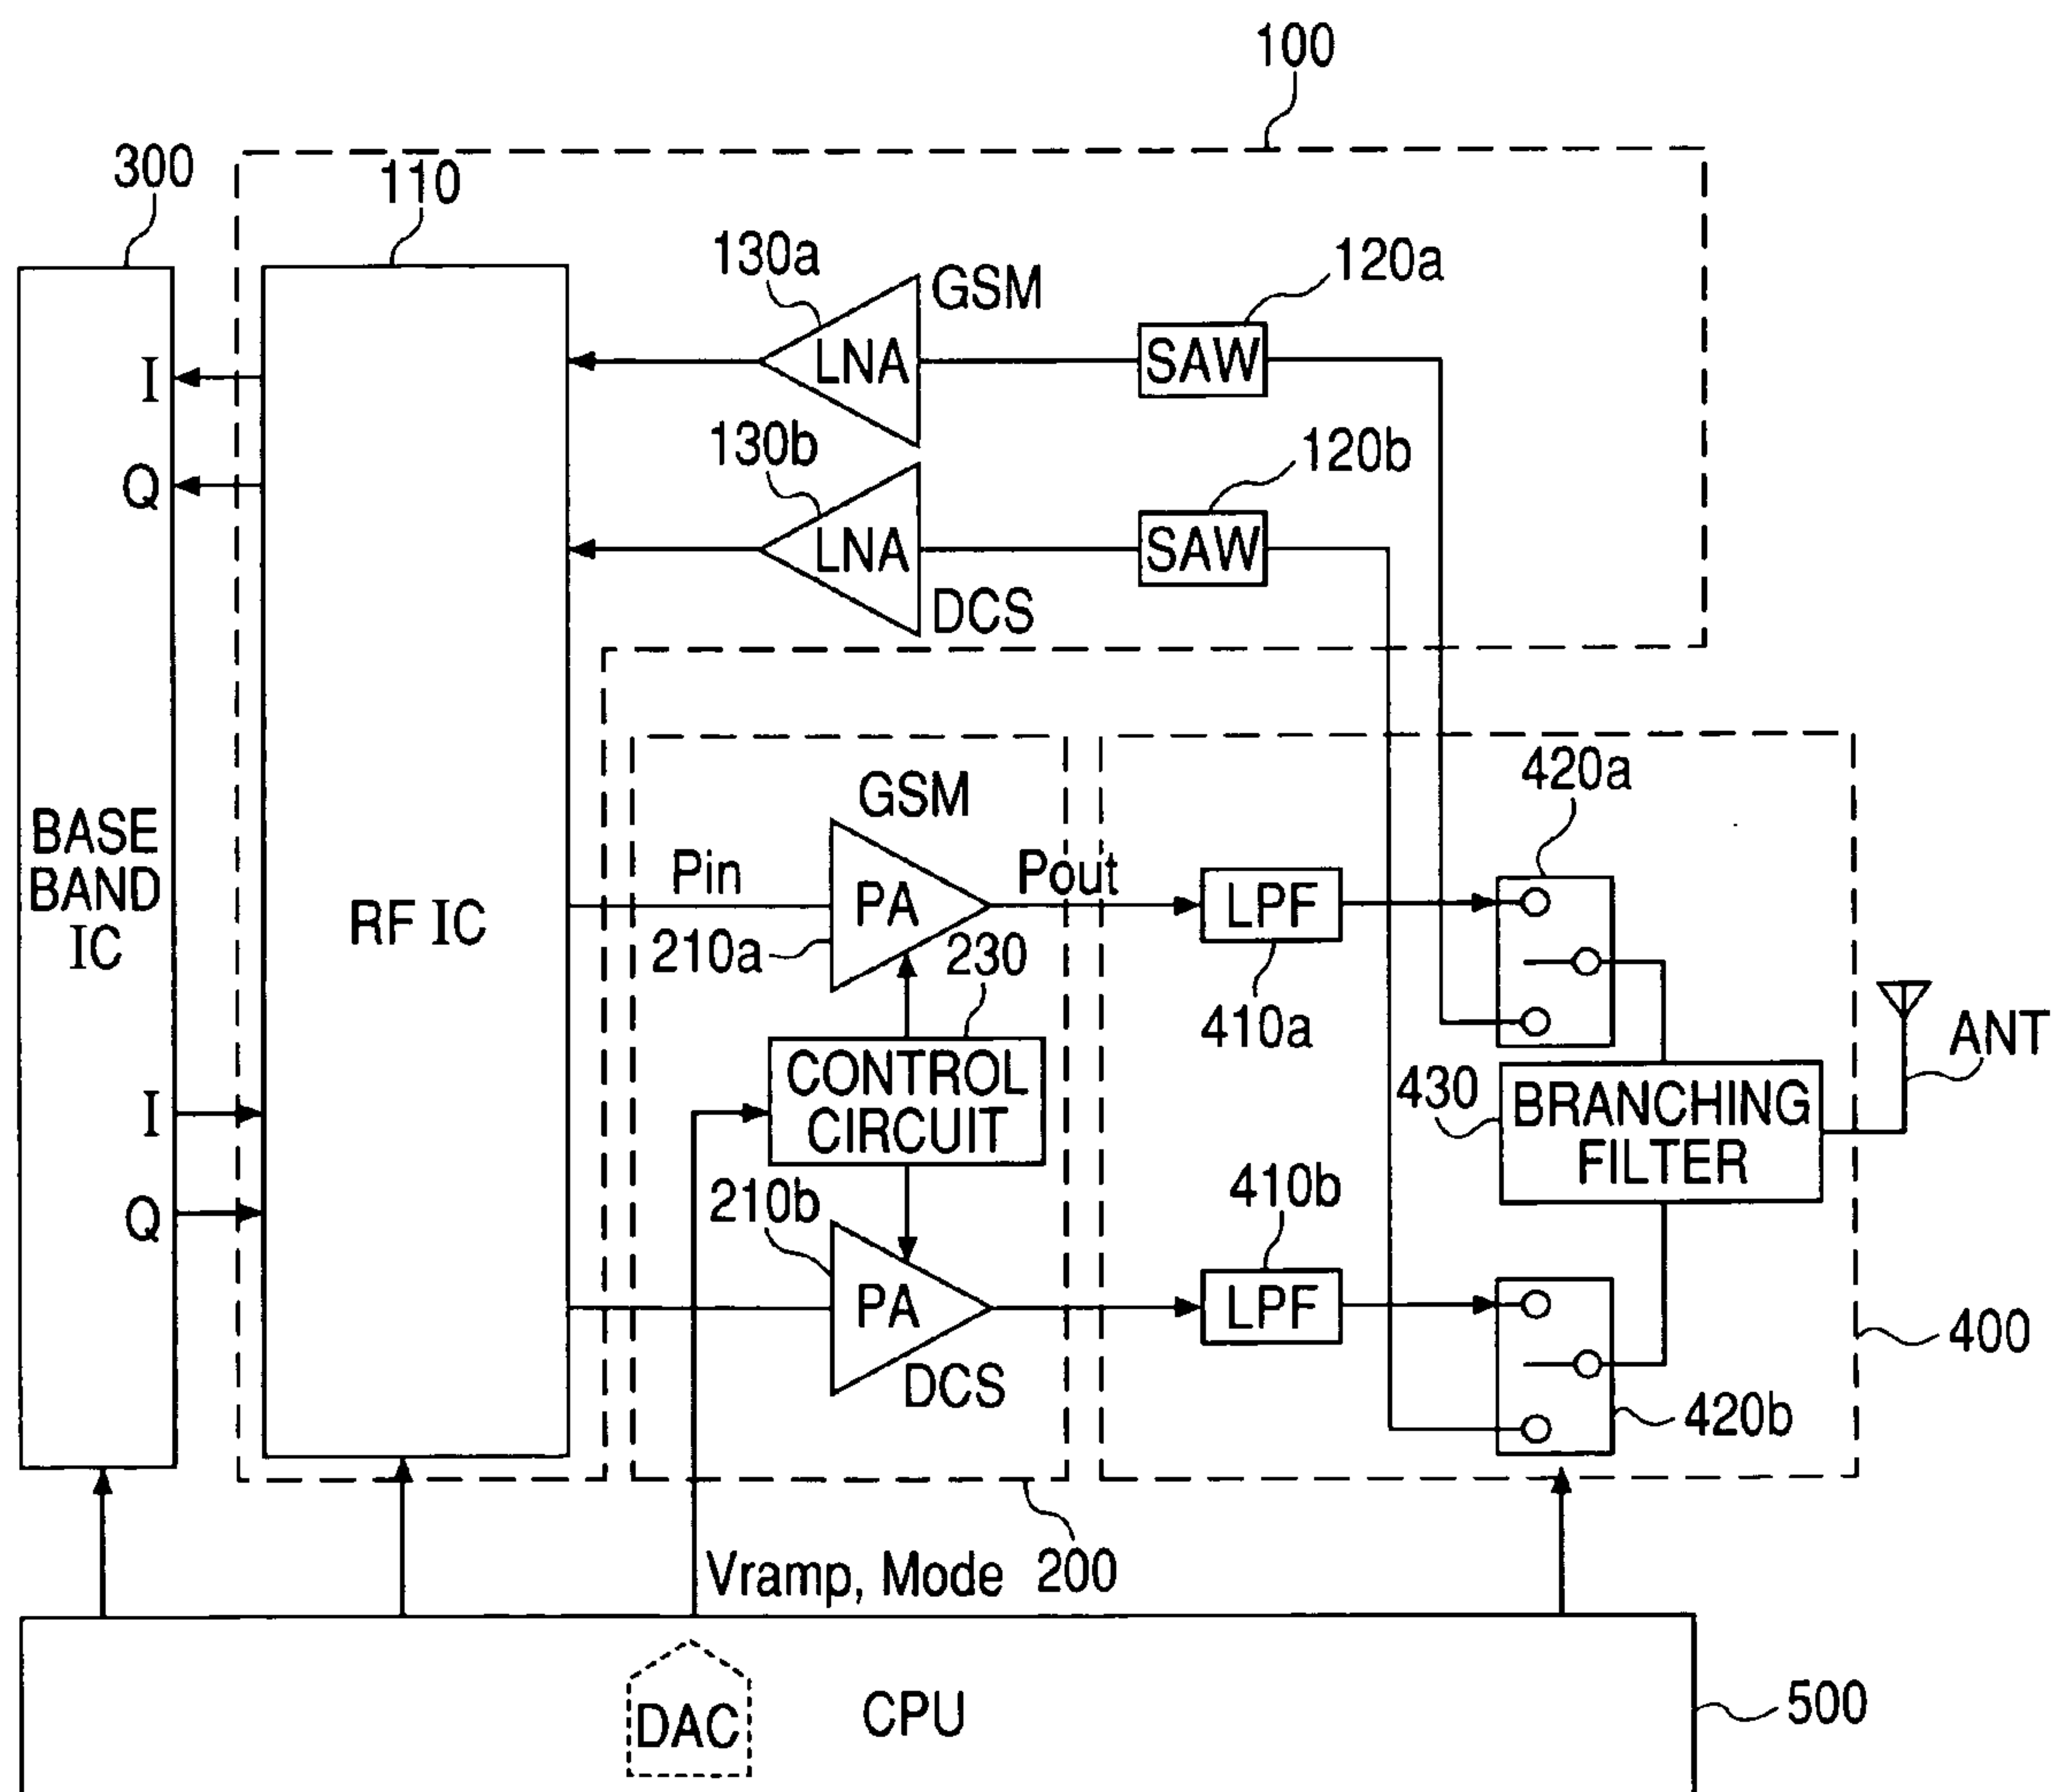 100
300
110
130a
GSM
120a
LNA
SAW
I
130b
120b
Q
LNA
SAW
DCS
420a
GSM
BASE
BAND
IC
RF IC
Pin
PA
Pout
LPF
210a
230
410a
ANT
CONTROL
CIRCUIT
430
BRANCHING
FILTER
I
Q
210b
410b
PA
LPF
400
DCS
420b
Vramp, Mode
200
DAC
CPU
500